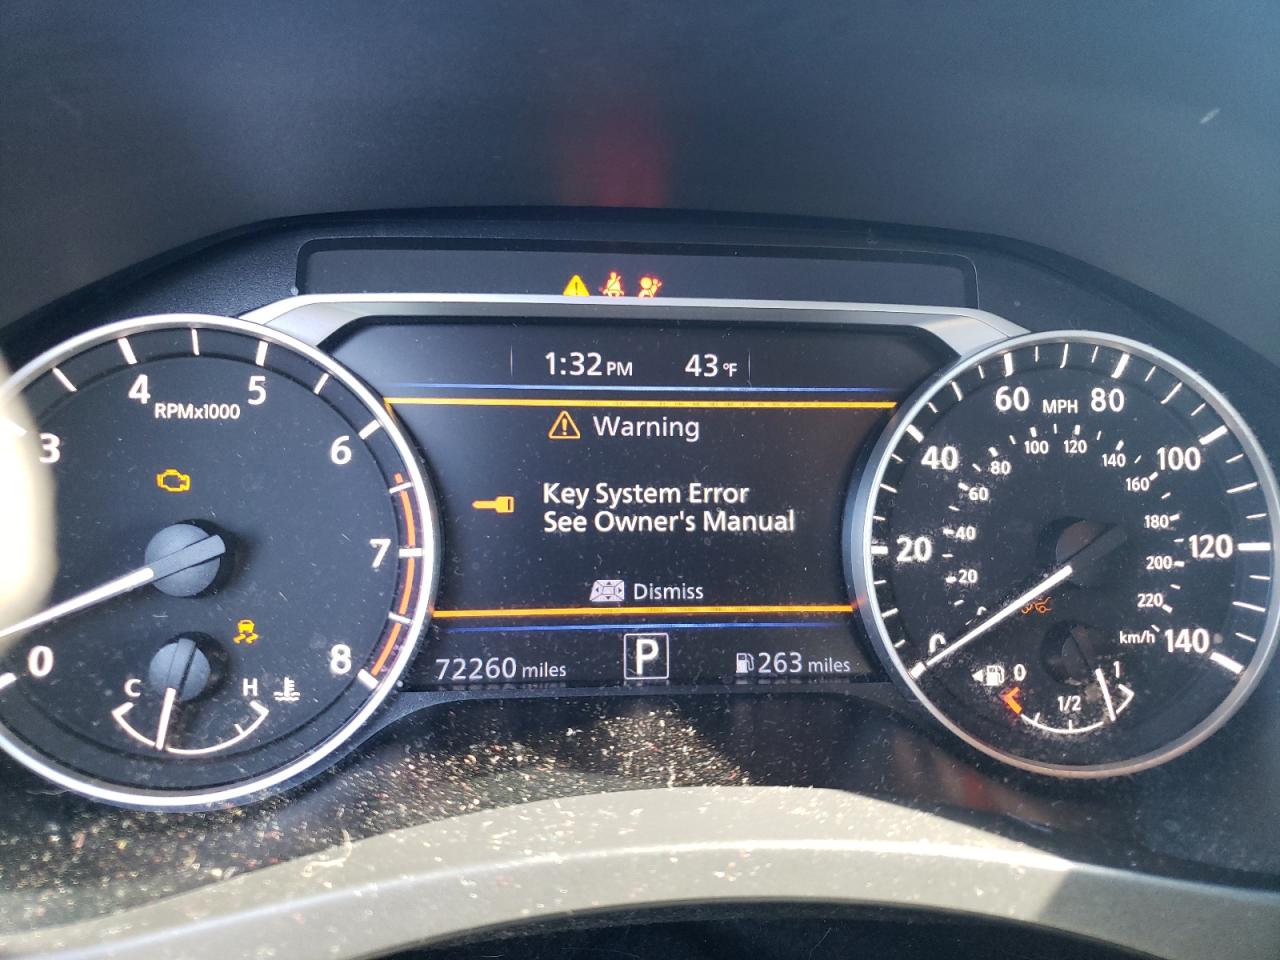 1:32 PM 43 °F
Warning
Key System Error
See Owner's Manual
Dismiss
72260 miles P 263 miles
0 3 4 5 6 7 8
RPMx1000
C H
0 20 40 60 80 100 120 140
MPH
20 40 60 80 100 120 140 160 180 200 220
km/h
0 1/2 1